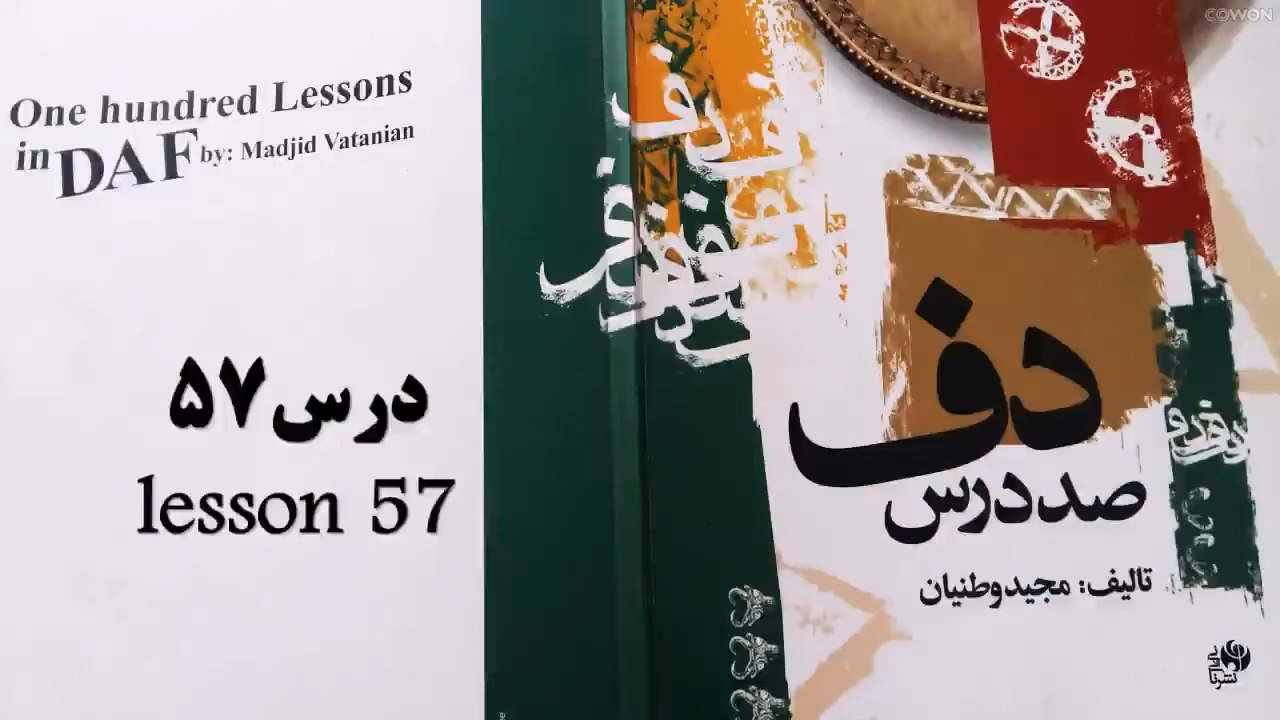 One hundred Lessons
in DAF by: Madjid Vatanian
درس ۵۷
lesson 57
دف
صد درس
تالیف: مجید وطنیان
COWON